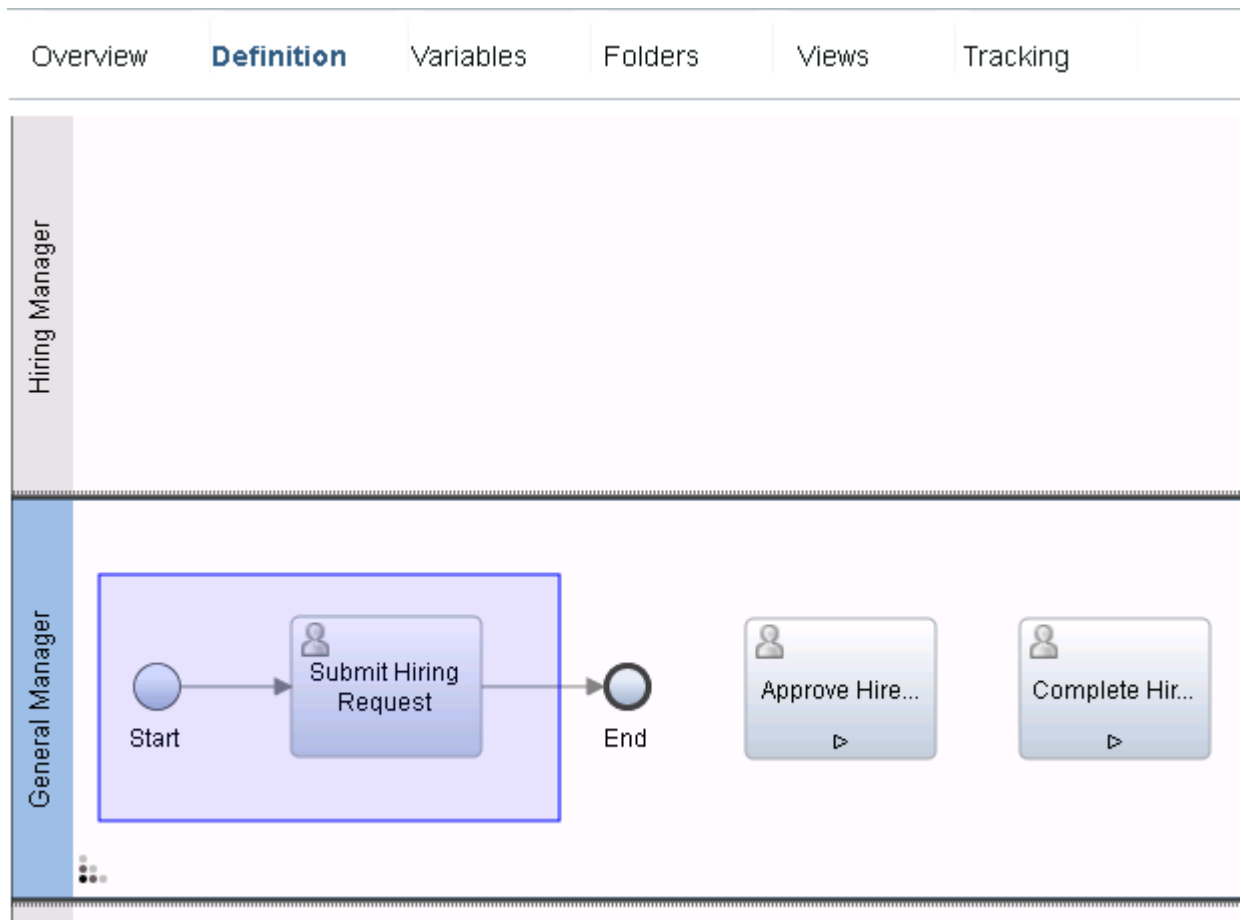 Overview Definition Variables Folders Views Tracking
Hiring Manager
General Manager
Submit Hiring
Request
Start
End
Approve Hire...
Complete Hir...